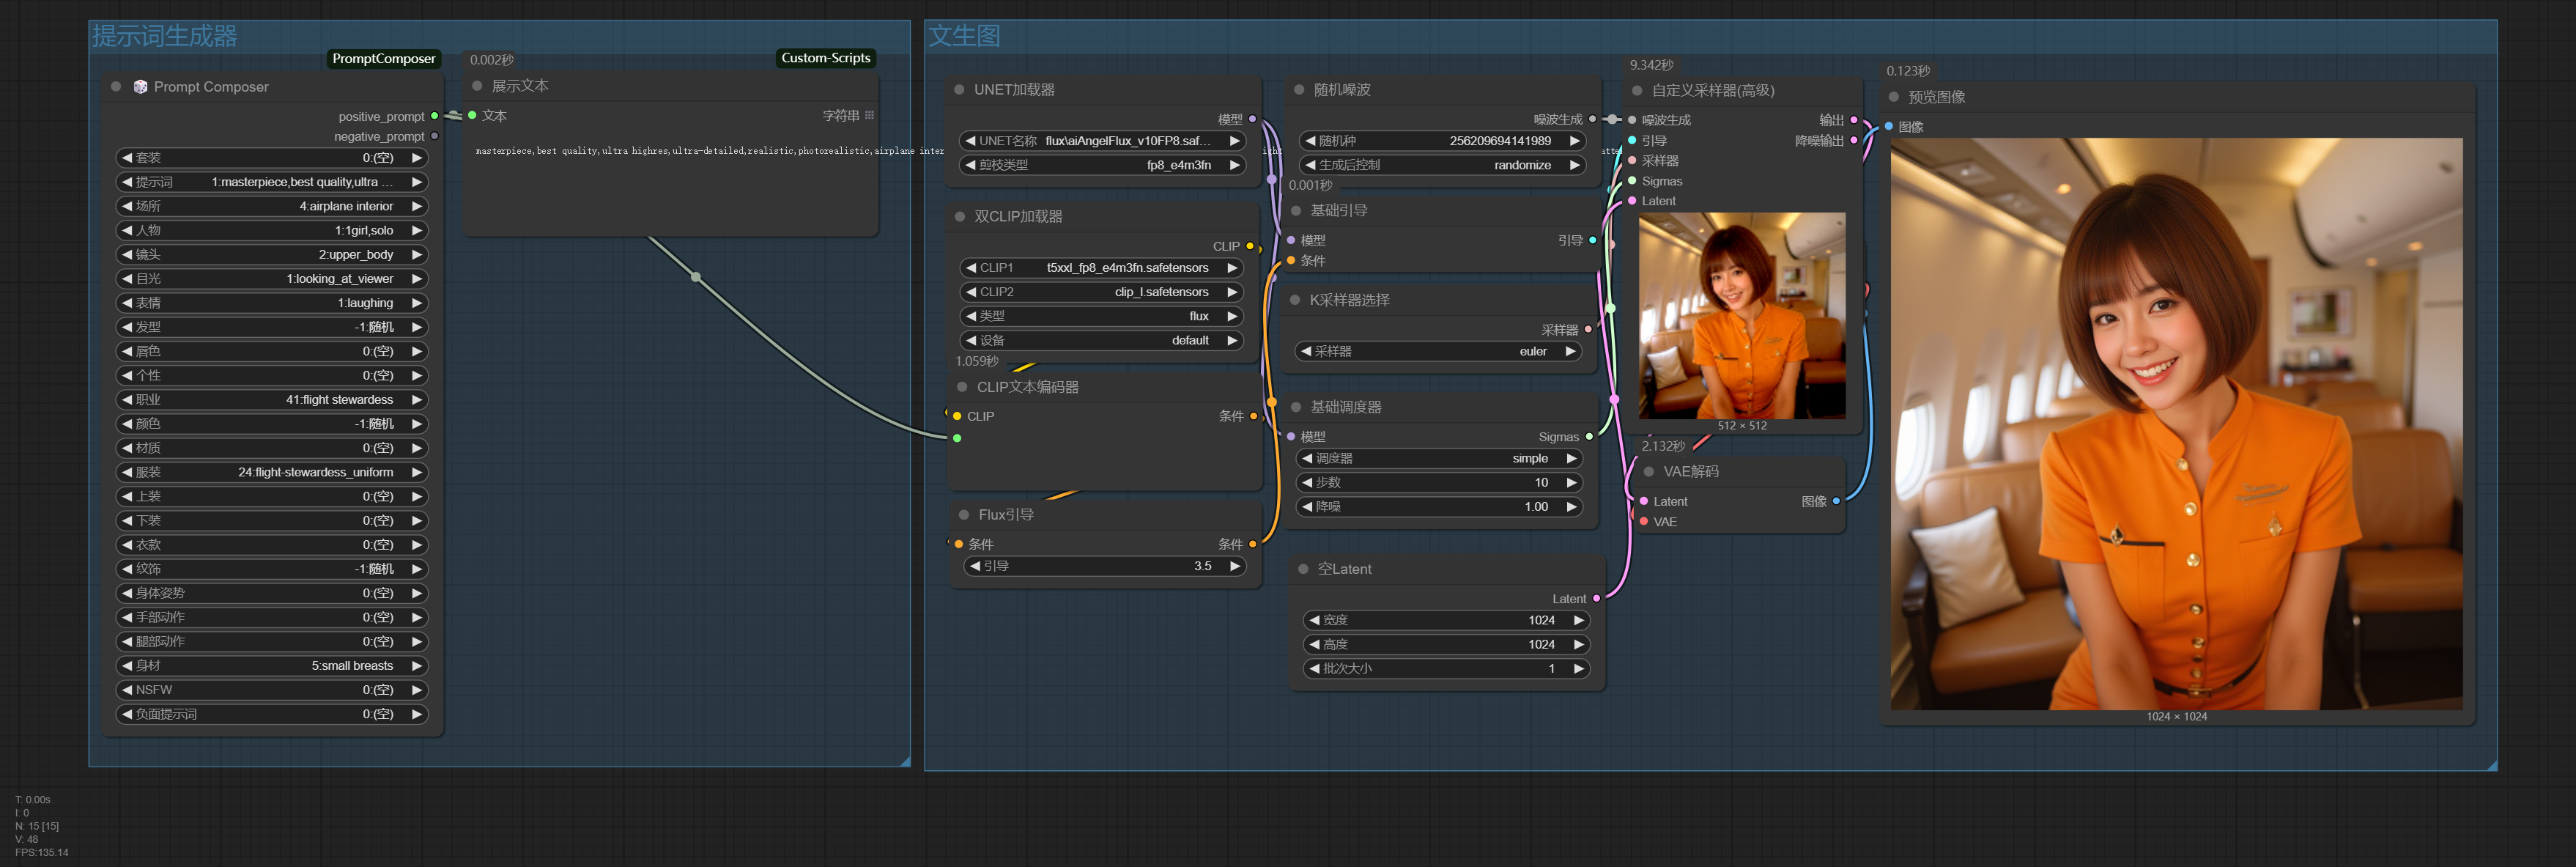 提示词生成器
PromptComposer
Prompt Composer
positive_prompt
negative_prompt
套装 0:(空)
提示词 1:masterpiece,best quality,ultra …
场所 4:airplane interior
人物 1:1girl,solo
镜头 2:upper_body
目光 1:looking_at_viewer
表情 1:laughing
发型 -1:随机
唇色 0:(空)
个性 0:(空)
职业 41:flight stewardess
颜色 -1:随机
材质 0:(空)
服装 24:flight-stewardess_uniform
上装 0:(空)
下装 0:(空)
衣款 0:(空)
纹饰 -1:随机
身体姿势 0:(空)
手部动作 0:(空)
腿部动作 0:(空)
身材 5:small breasts
NSFW 0:(空)
负面提示词 0:(空)
0.002秒
Custom-Scripts
展示文本
文本 字符串
masterpiece,best quality,ultra highres,ultra-detailed,realistic,photorealistic,airplane inter
文生图
UNET加载器
模型
UNET名称 flux\aiAngelFlux_v10FP8.saf...
剪枝类型 fp8_e4m3fn
双CLIP加载器
CLIP
CLIP1 t5xxl_fp8_e4m3fn.safetensors
CLIP2 clip_l.safetensors
类型 flux
设备 default
1.059秒
CLIP文本编码器
CLIP 条件
Flux引导
条件 条件
引导 3.5
随机噪波
噪波生成
随机种 256209694141989
生成后控制 randomize
0.001秒
基础引导
模型 引导
条件
K采样器选择
采样器
采样器 euler
基础调度器
模型 Sigmas
调度器 simple
步数 10
降噪 1.00
空Latent
Latent
宽度 1024
高度 1024
批次大小 1
9.342秒
自定义采样器(高级)
噪波生成 输出
引导 降噪输出
采样器
Sigmas
Latent
512 × 512
2.132秒
VAE解码
Latent 图像
VAE
0.123秒
预览图像
图像
1024 × 1024
T: 0.00s
I: 0
N: 15 [15]
V: 48
FPS:135.14